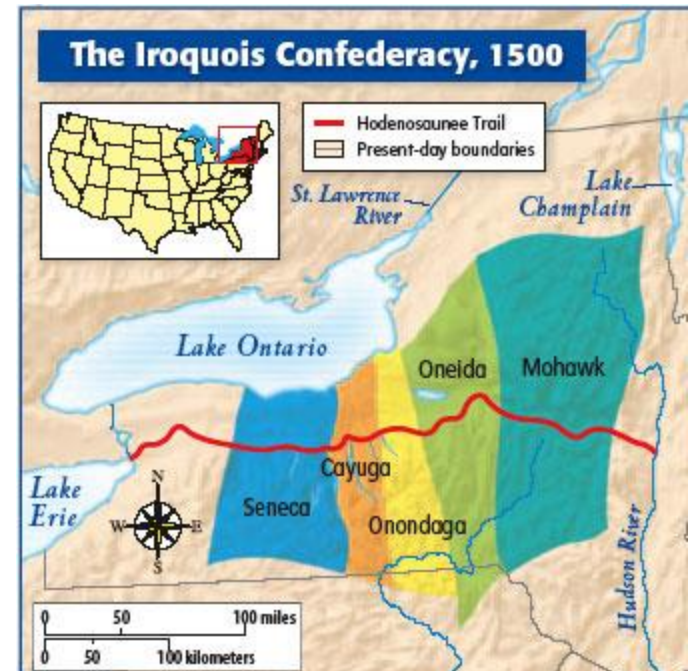 The Iroquois Confederacy, 1500
Hodenosaunee Trail
Present-day boundaries
St. Lawrence
River
Lake
Champlain
Lake Ontario
Oneida
Mohawk
Cayuga
Seneca
Onondaga
Lake
Erie
N
W E
S
Hudson River
0 50 100 miles
0 50 100 kilometers